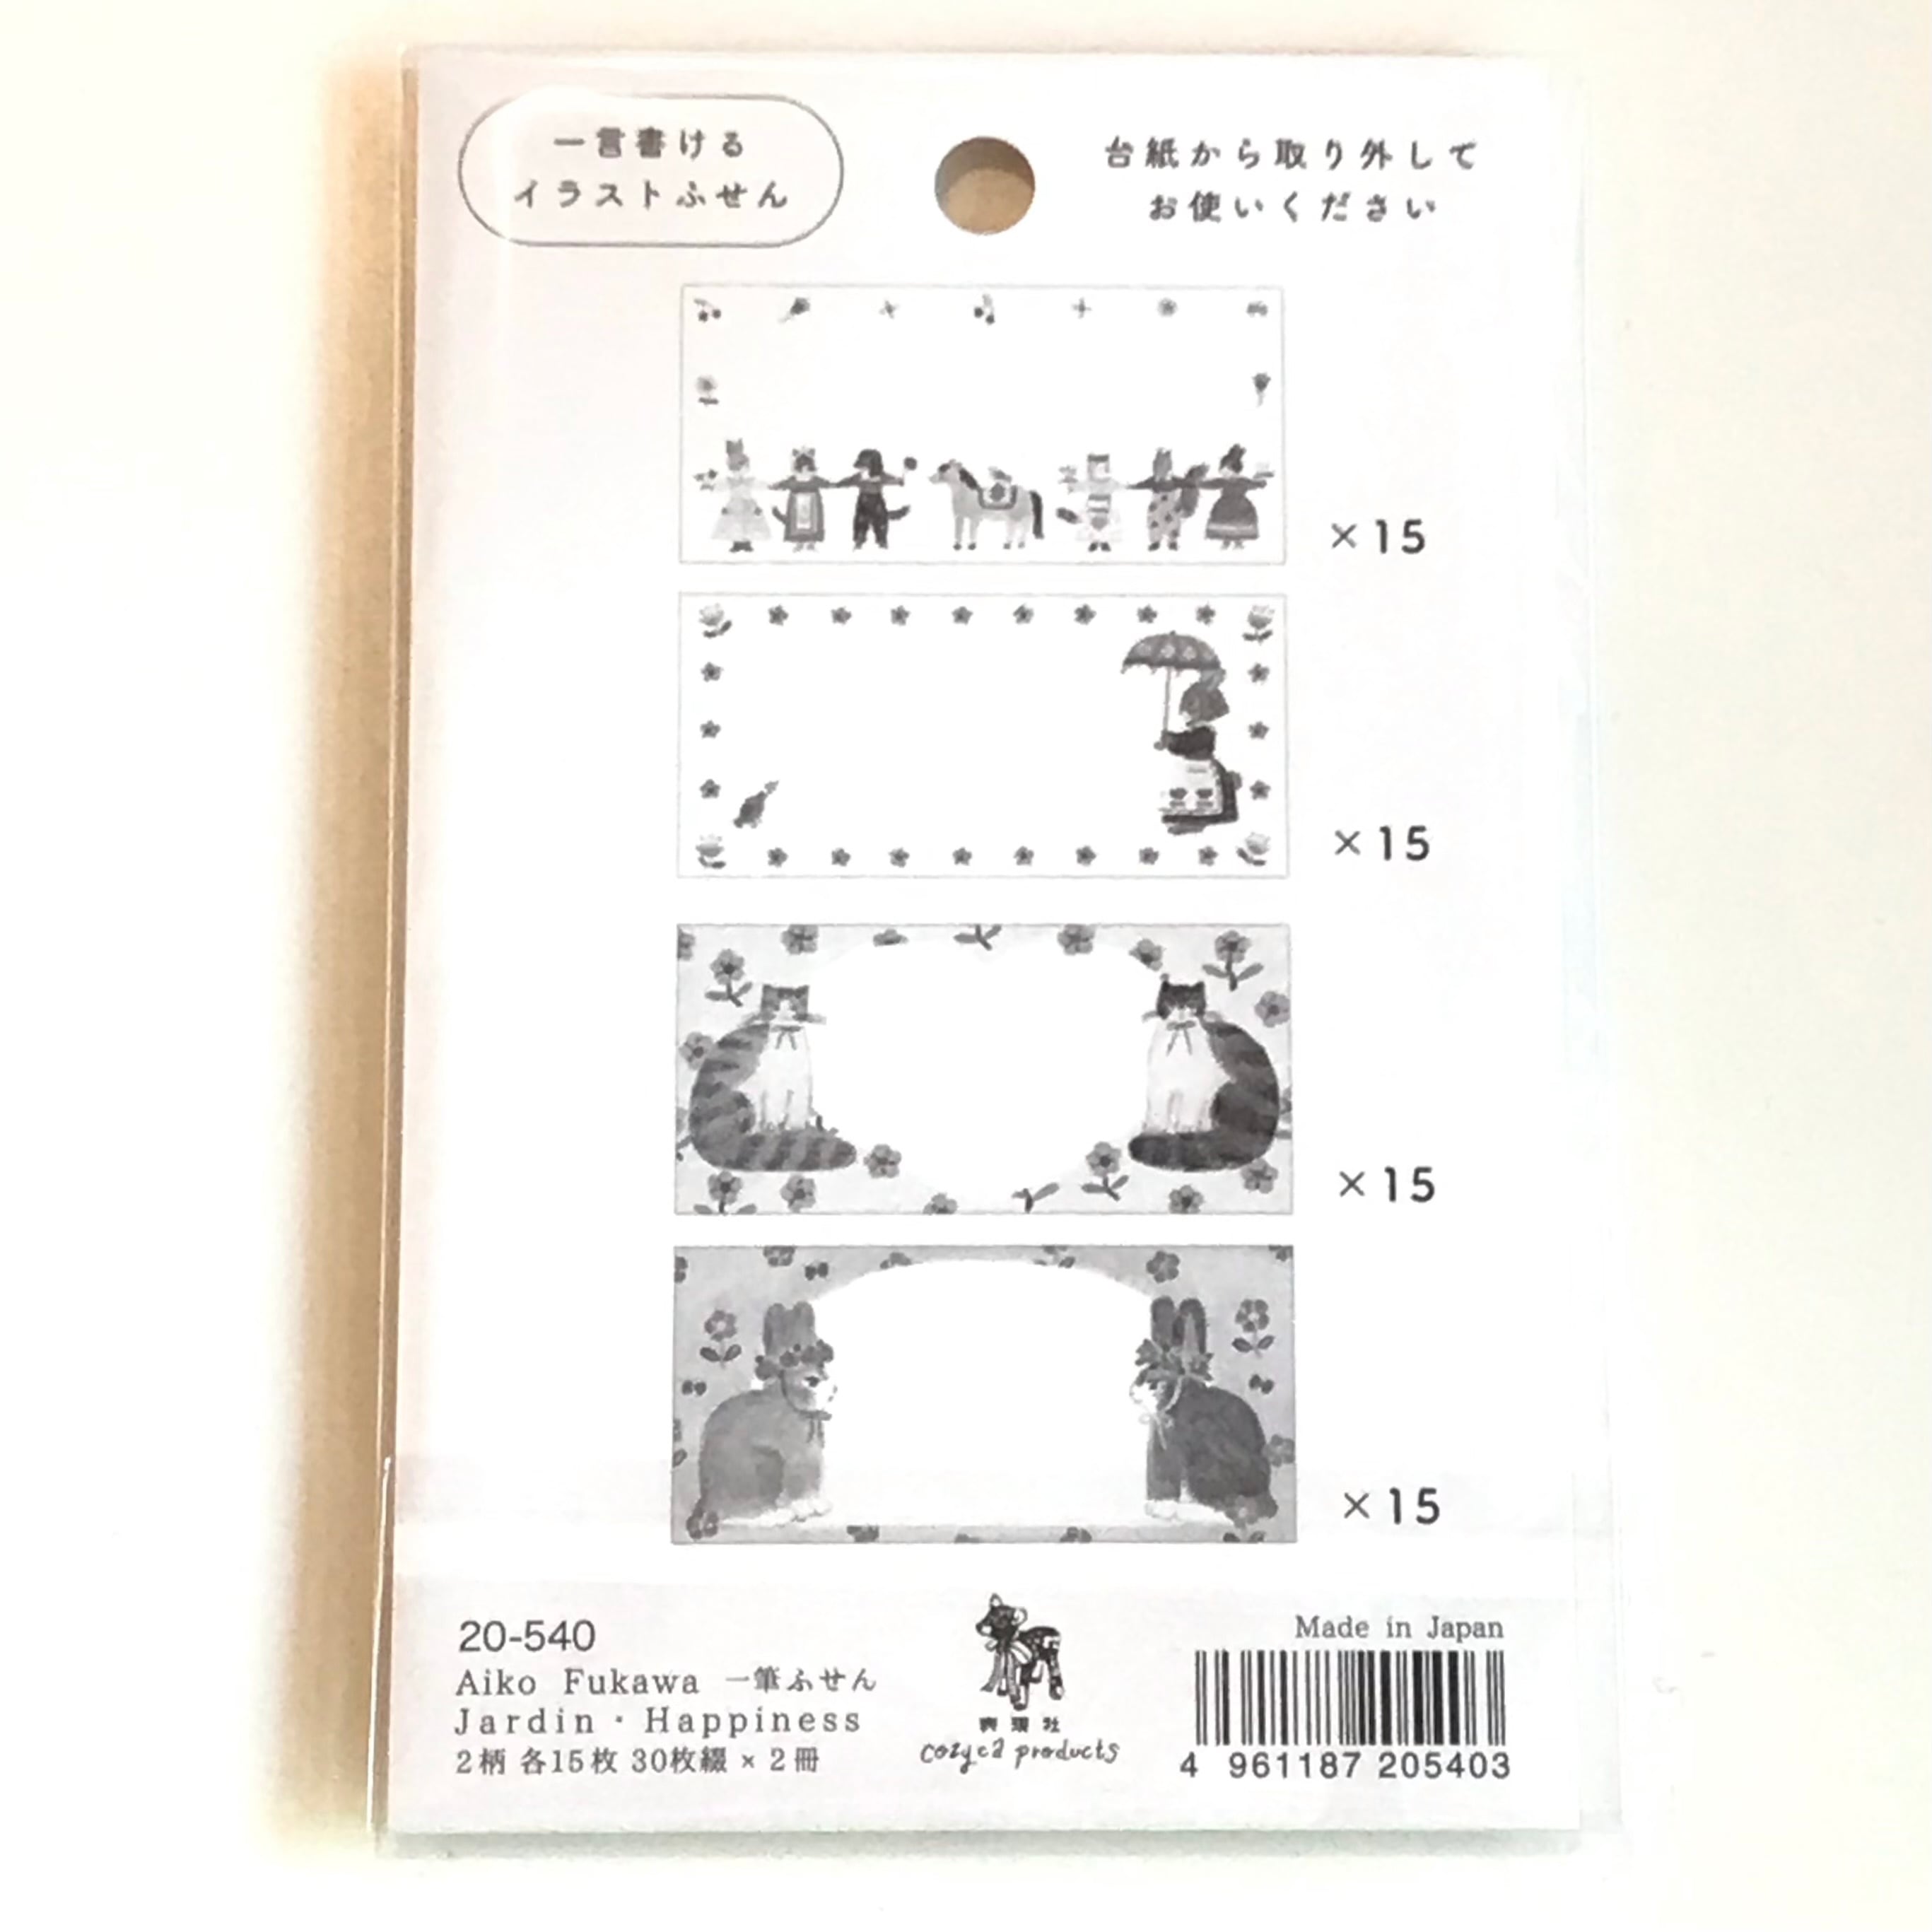 一言書ける
イラストふせん
台紙から取り外して
お使いください
×15
×15
×15
×15
20-540
Aiko Fukawa 一筆ふせん
Jardin・Happiness
2柄 各15枚 30枚綴×2冊
表現社
cozyca products
Made in Japan
4 961187 205403